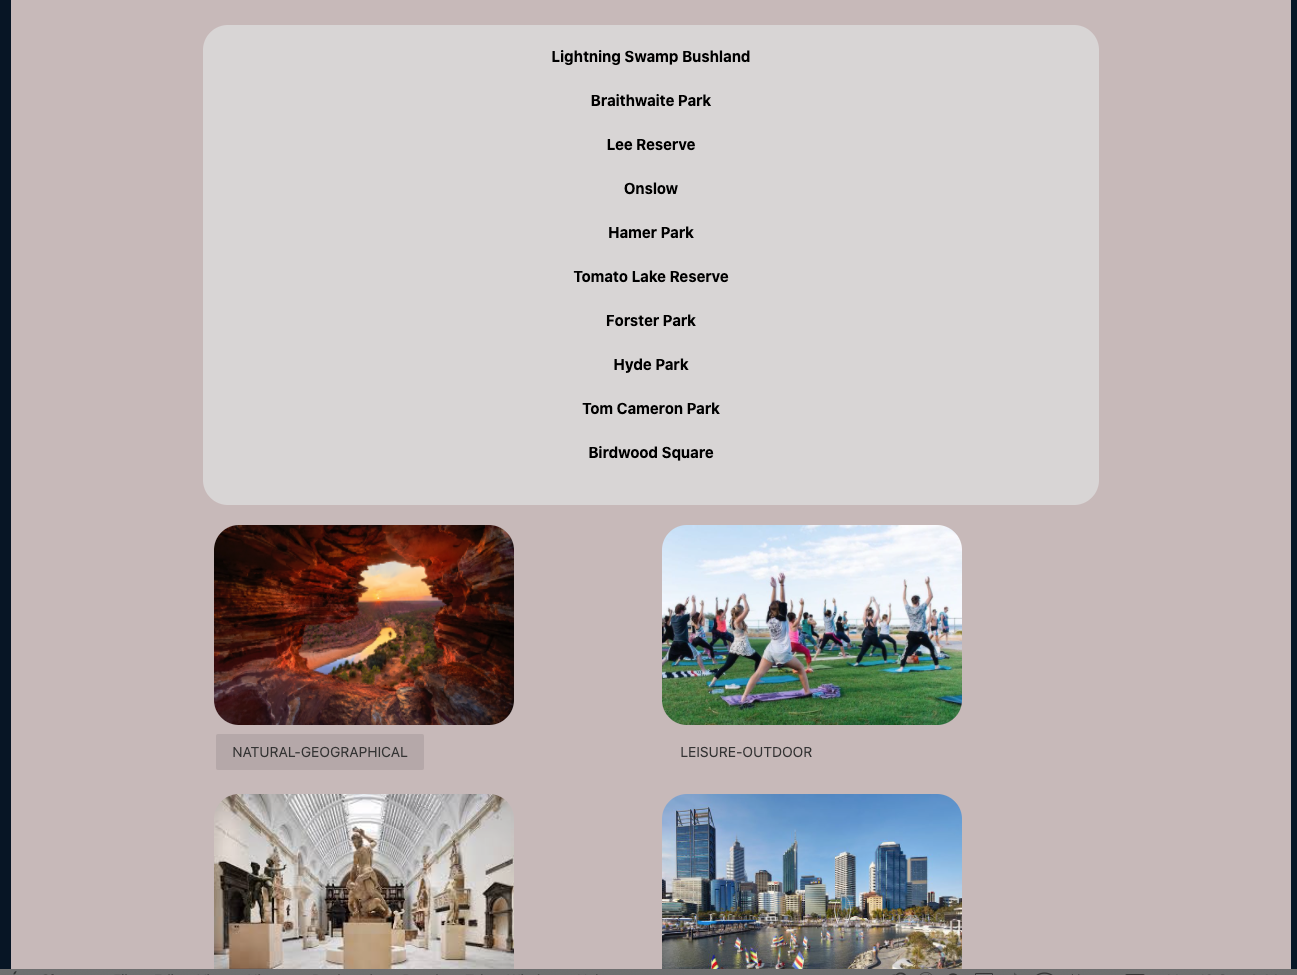 Lightning Swamp Bushland
Braithwaite Park
Lee Reserve
Onslow
Hamer Park
Tomato Lake Reserve
Forster Park
Hyde Park
Tom Cameron Park
Birdwood Square
NATURAL-GEOGRAPHICAL
LEISURE-OUTDOOR